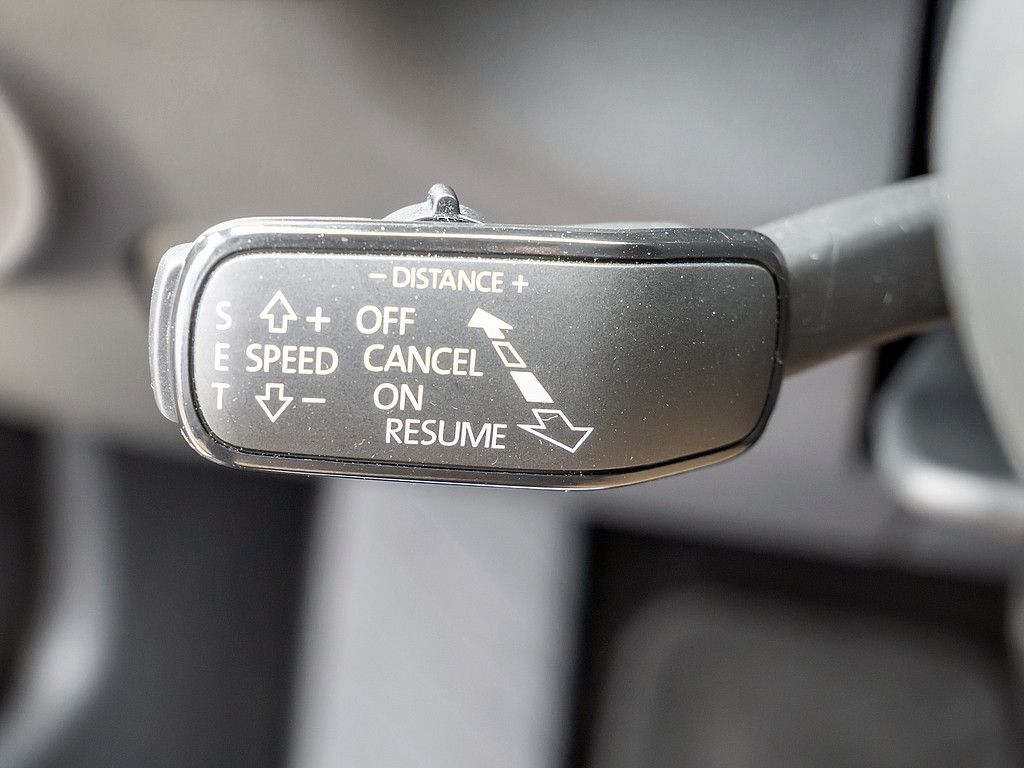 – DISTANCE +
S + OFF
E SPEED CANCEL
T – ON
RESUME